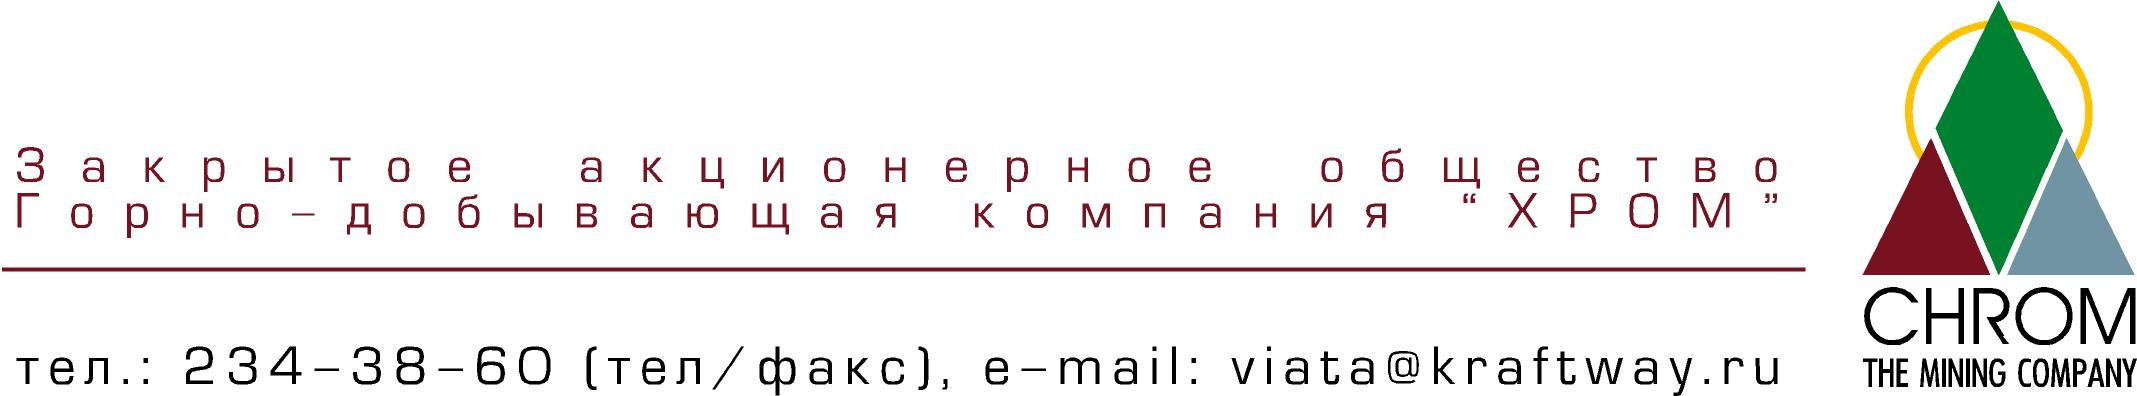 Закрытое акционерное общество
Горно-добывающая компания “ХРОМ”
тел.: 234-38-60 (тел/факс), e-mail: viata@kraftway.ru
CHROM
THE MINING COMPANY